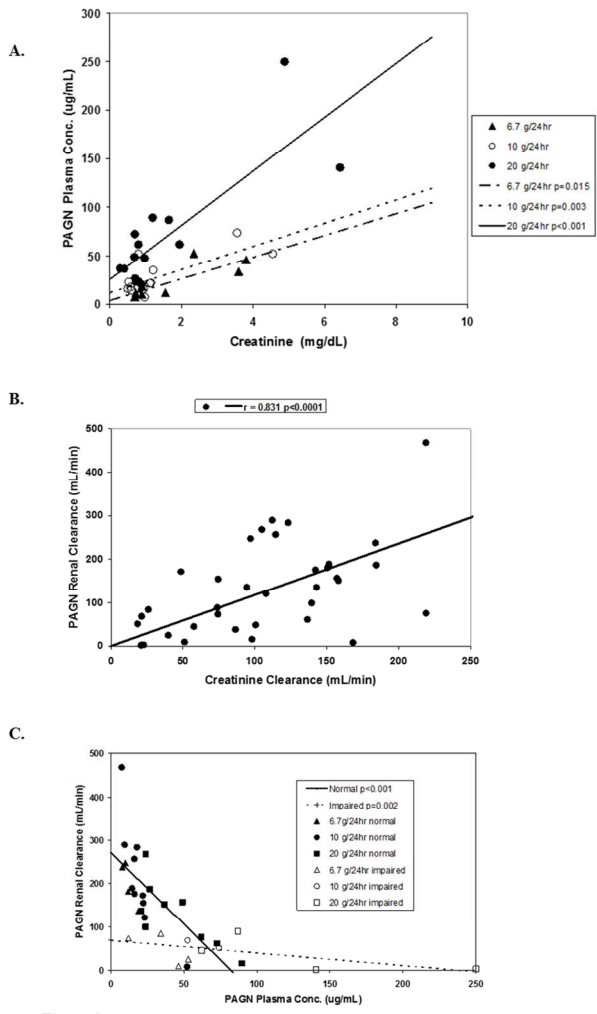 A.
300
250
200
150
100
50
0
PAGN Plasma Conc. (ug/mL)
0 2 4 6 8 10
Creatinine (mg/dL)
6.7 g/24hr
10 g/24hr
20 g/24hr
6.7 g/24hr p=0.015
10 g/24hr p=0.003
20 g/24hr p<0.001
B.
r = 0.831 p<0.0001
500
400
300
200
100
0
PAGN Renal Clearance (mL/min)
0 50 100 150 200 250
Creatinine Clearance (mL/min)
C.
500
400
300
200
100
0
PAGN Renal Clearance (mL/min)
Normal p<0.001
Impaired p=0.002
6.7g/24hr normal
10 g/24hr normal
20 g/24hr normal
6.7 g/24hr impaired
10 g/24hr impaired
20 g/24hr impaired
0 50 100 150 200 250
PAGN Plasma Conc. (ug/mL)